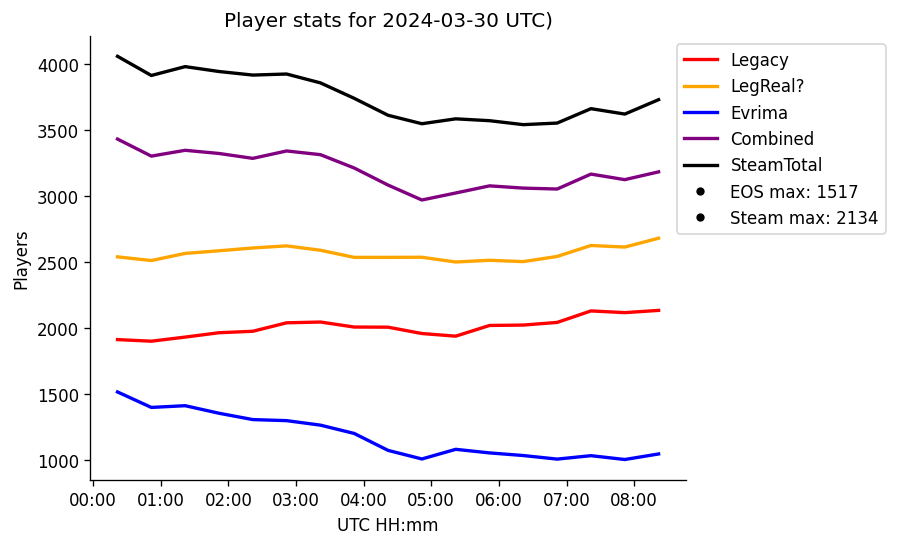 Player stats for 2024-03-30 UTC)
Legacy
LegReal?
Evrima
Combined
SteamTotal
EOS max: 1517
Steam max: 2134
Players
4000
3500
3000
2500
2000
1500
1000
00:00 01:00 02:00 03:00 04:00 05:00 06:00 07:00 08:00
UTC HH:mm